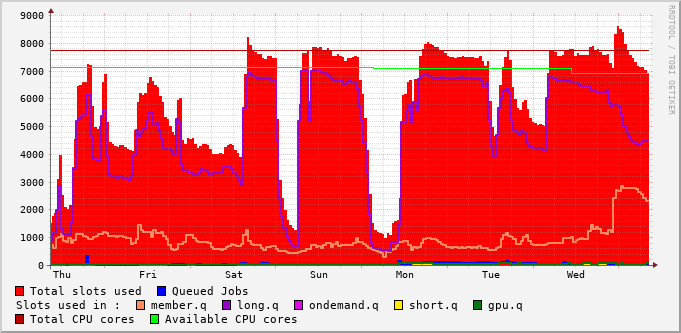 9000
8000
7000
6000
5000
4000
3000
2000
1000
0
Thu Fri Sat Sun Mon Tue Wed
RRDTOOL / TOBI OETIKER
Total slots used Queued Jobs
Slots used in : member.q long.q ondemand.q short.q gpu.q
Total CPU cores Available CPU cores